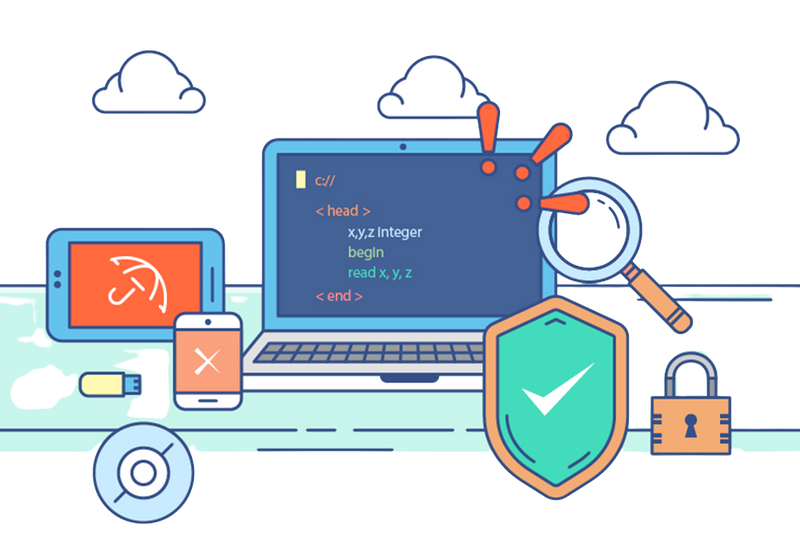 c://
< head >
x,y,z Integer
begin
read x, y, z
< end >